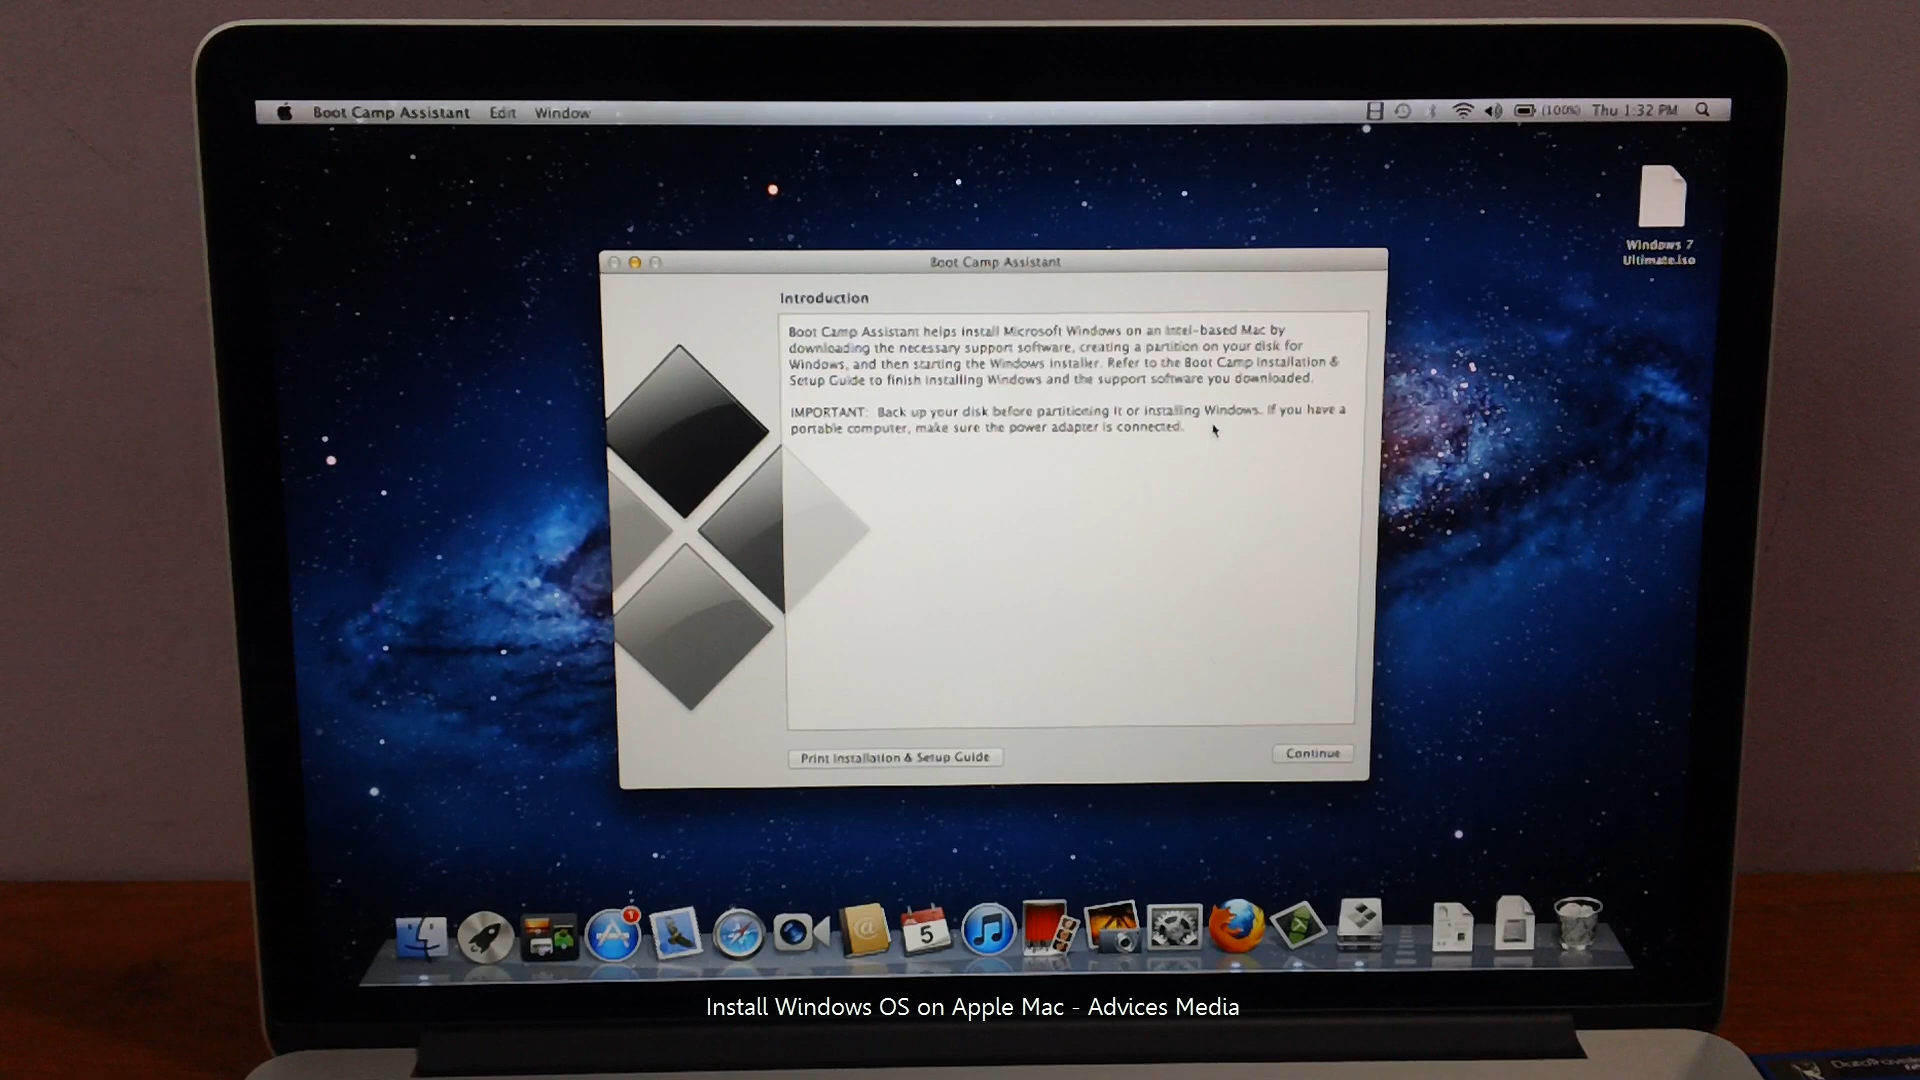 Boot Camp Assistant Edit Window
(100%) Thu 1:32 PM
Windows 7
Ultimate.iso
Boot Camp Assistant
Introduction
Boot Camp Assistant helps install Microsoft Windows on an Intel-based Mac by
downloading the necessary support software, creating a partition on your disk for
Windows, and then starting the Windows installer. Refer to the Boot Camp Installation &
Setup Guide to finish installing Windows and the support software you downloaded.
IMPORTANT: Back up your disk before partitioning it or installing Windows. If you have a
portable computer, make sure the power adapter is connected.
Print Installation & Setup Guide
Continue
1
5
Install Windows OS on Apple Mac - Advices Media